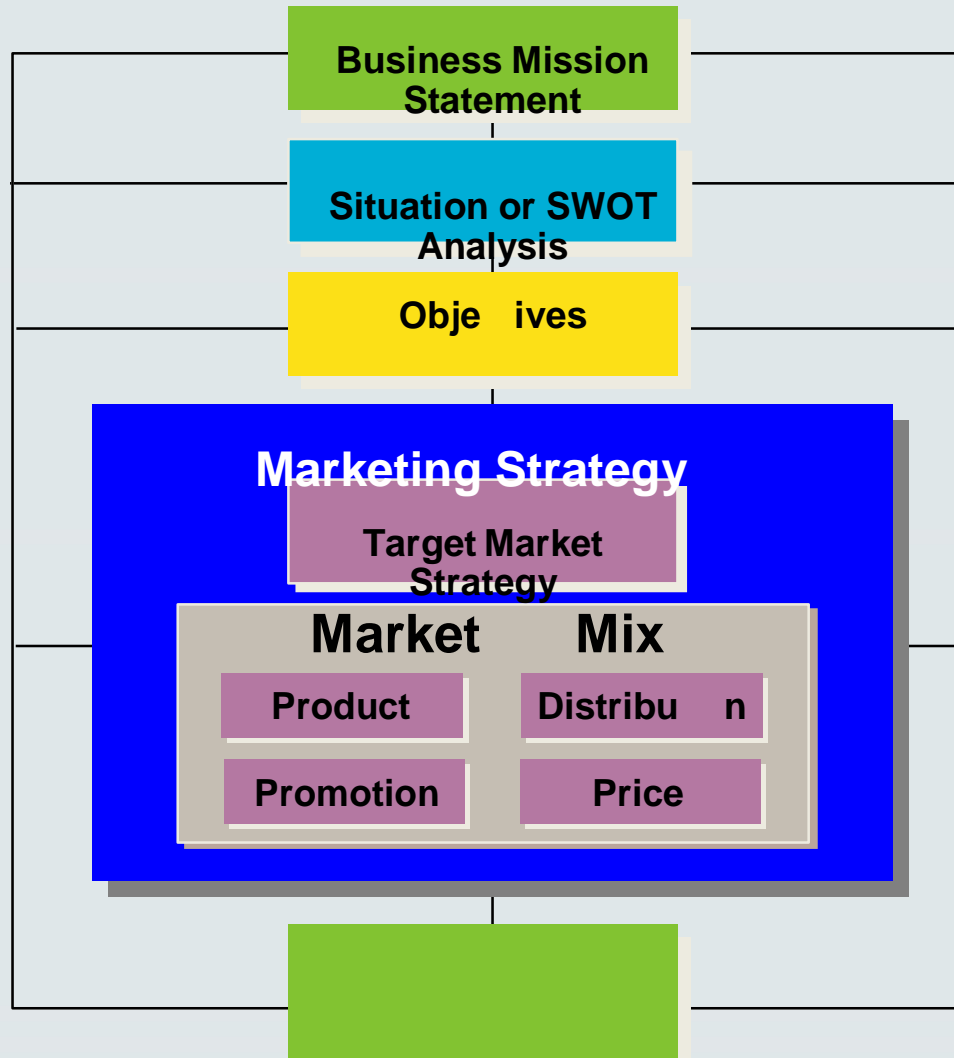 Business Mission
Statement
Situation or SWOT
Analysis
Obje ives
Marketing Strategy
Target Market
Strategy
Market Mix
Product
Distribu n
Promotion
Price